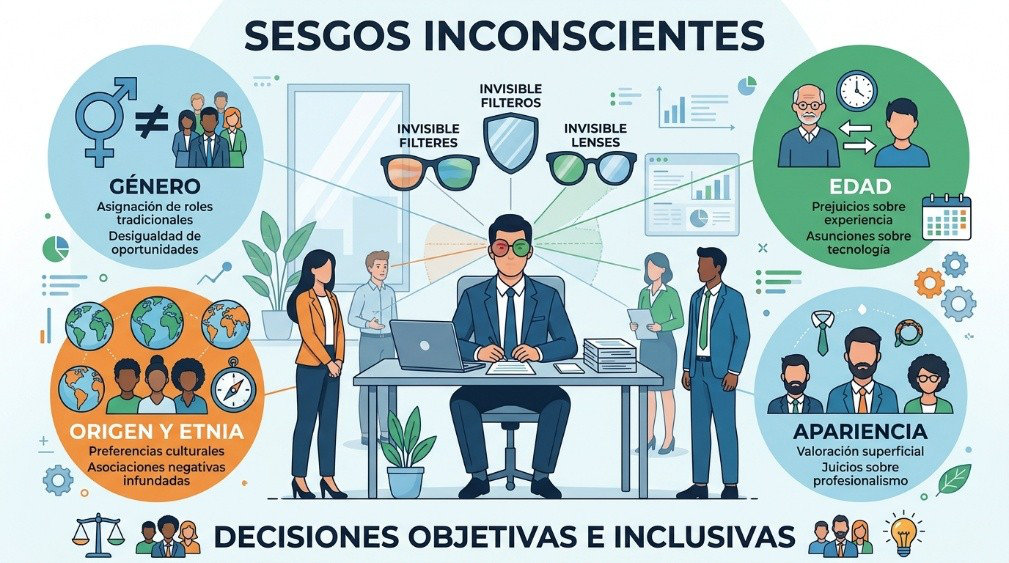 SESGOS INCONSCIENTES
INVISIBLE
FILTEROS
INVISIBLE
FILTERES
INVISIBLE
LENSES
GÉNERO
Asignación de roles
tradicionales
Desigualdad de
oportunidades
EDAD
Prejuicios sobre
experiencia
Asunciones sobre
tecnología
ORIGEN Y ETNIA
Preferencias culturales
Asociaciones negativas
infundadas
APARIENCIA
Valoración superficial
Juicios sobre
profesionalismo
DECISIONES OBJETIVAS E INCLUSIVAS